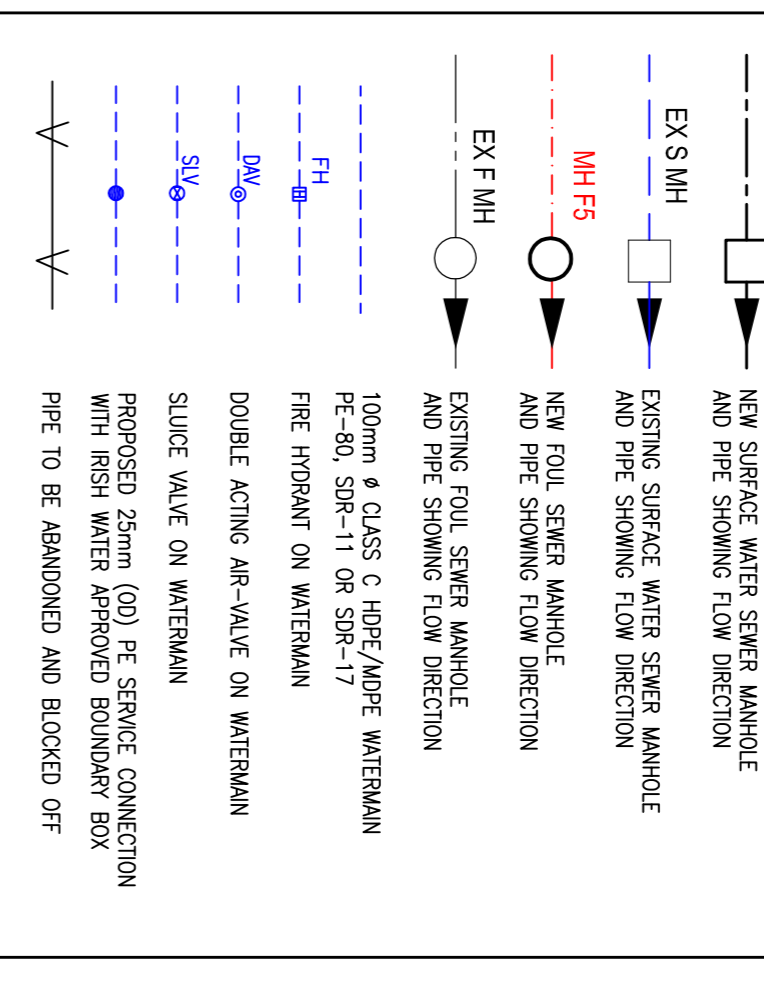 NEW SURFACE WATER SEWER MANHOLE
AND PIPE SHOWING FLOW DIRECTION
EX S MH
EXISTING SURFACE WATER SEWER MANHOLE
AND PIPE SHOWING FLOW DIRECTION
MH F5
NEW FOUL SEWER MANHOLE
AND PIPE SHOWING FLOW DIRECTION
EX F MH
EXISTING FOUL SEWER MANHOLE
AND PIPE SHOWING FLOW DIRECTION
100mm ø CLASS C HDPE/MDPE WATERMAIN
PE-80, SDR-11 OR SDR-17
FH
FIRE HYDRANT ON WATERMAIN
DAV
DOUBLE ACTING AIR-VALVE ON WATERMAIN
SLV
SLUICE VALVE ON WATERMAIN
PROPOSED 25mm (OD) PE SERVICE CONNECTION
WITH IRISH WATER APPROVED BOUNDARY BOX
PIPE TO BE ABANDONED AND BLOCKED OFF